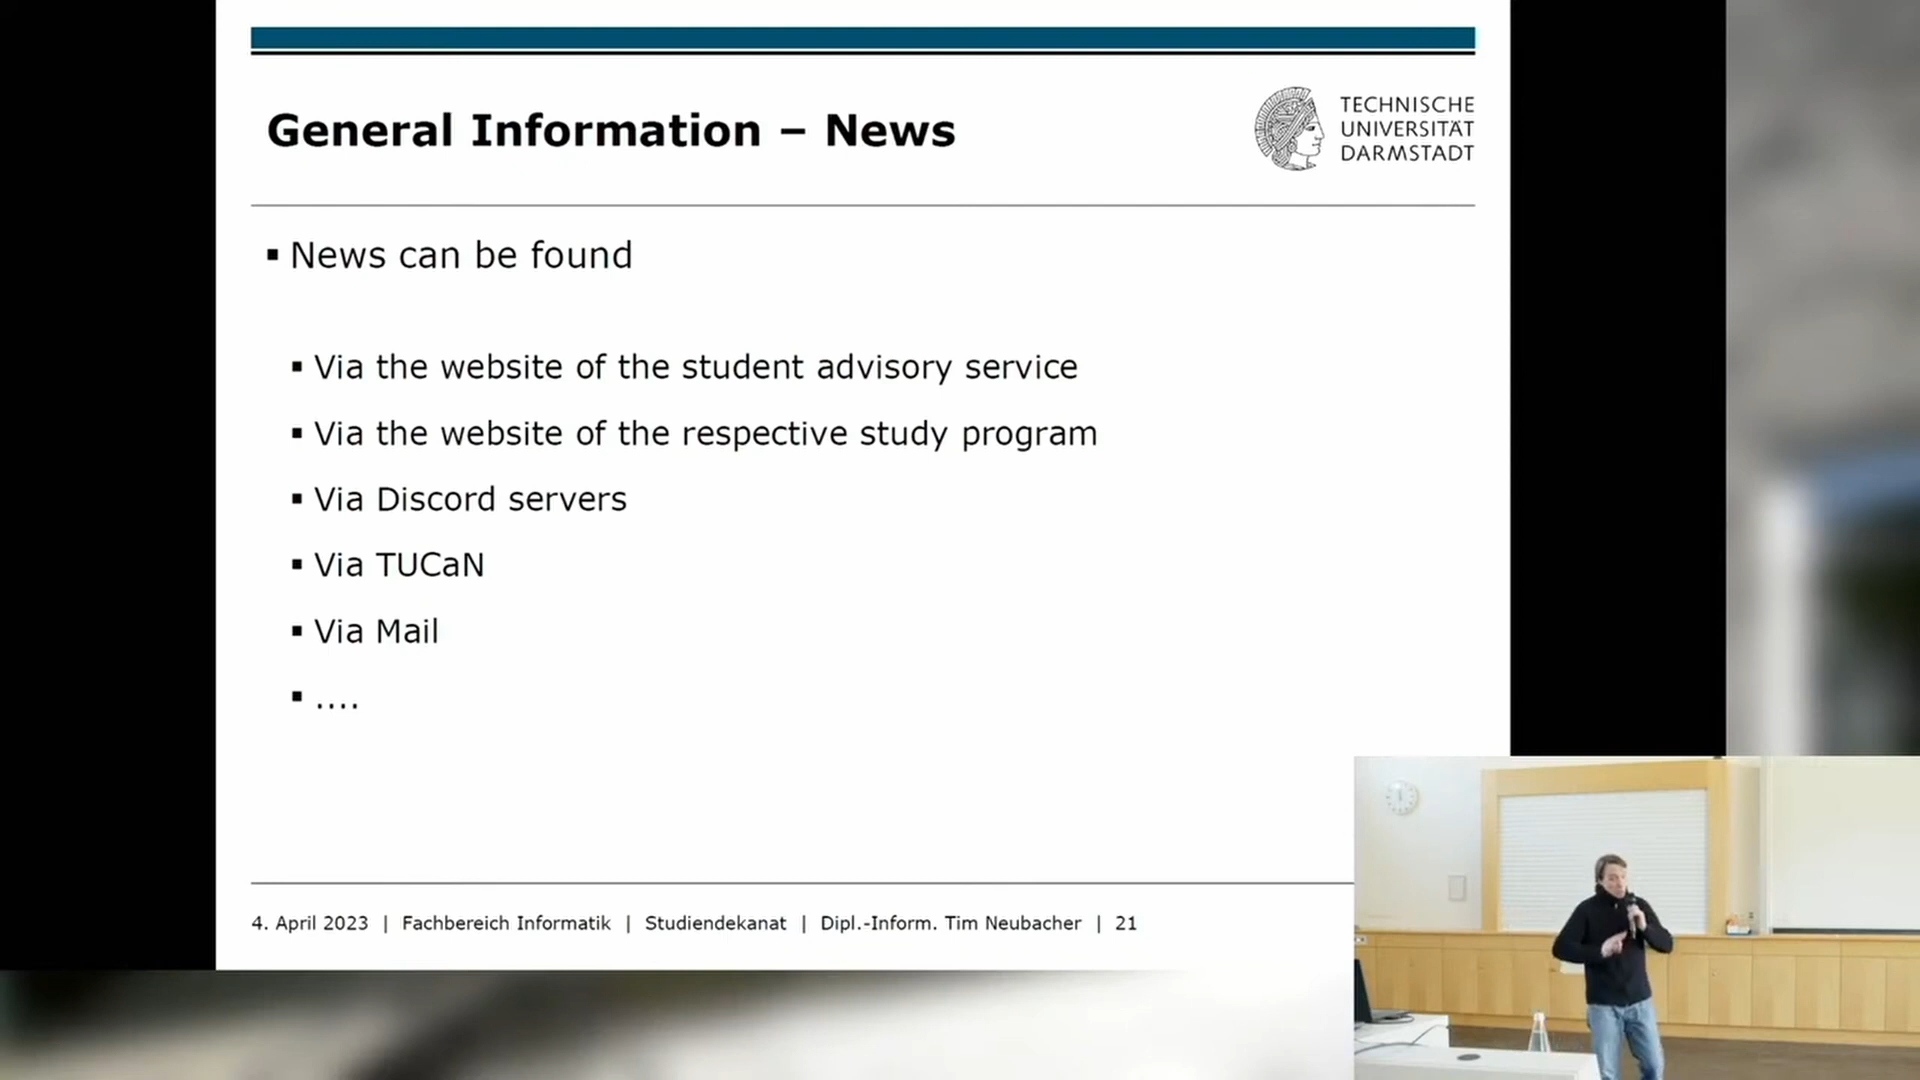 General Information – News
TECHNISCHE
UNIVERSITÄT
DARMSTADT
News can be found
Via the website of the student advisory service
Via the website of the respective study program
Via Discord servers
Via TUCaN
Via Mail
....
4. April 2023 | Fachbereich Informatik | Studiendekanat | Dipl.-Inform. Tim Neubacher | 21